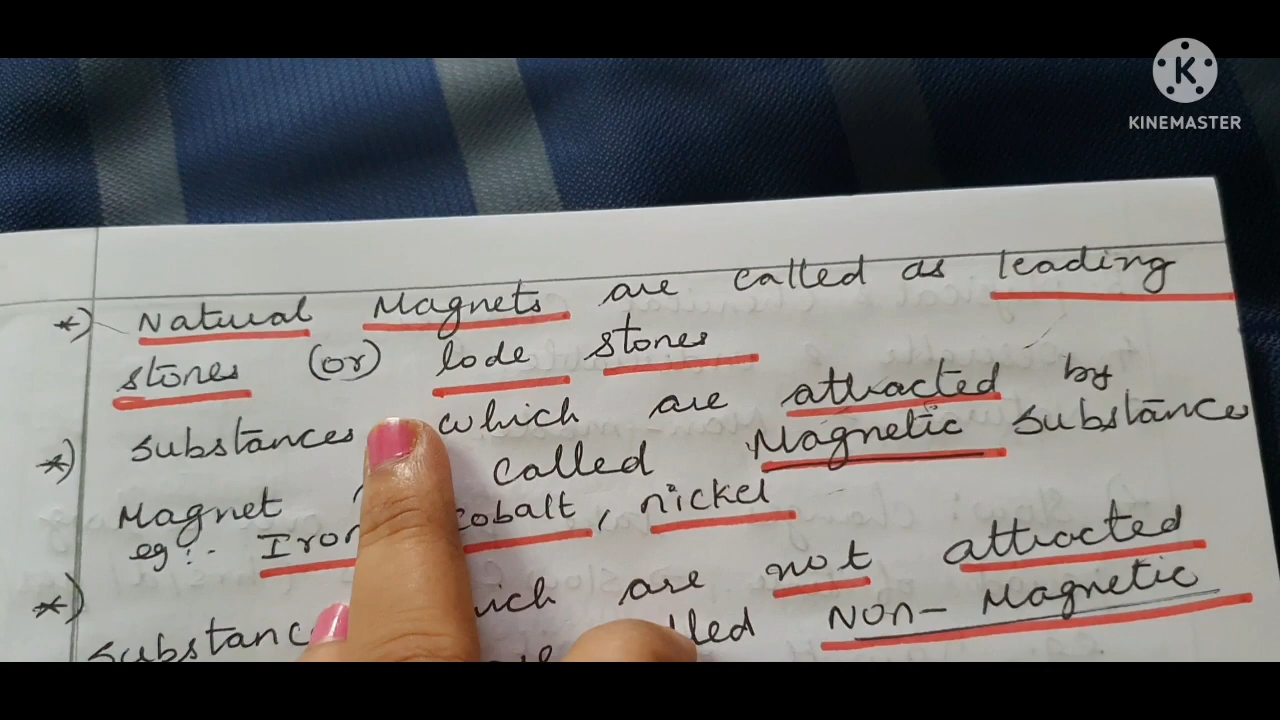 KINEMASTER
*) Natural Magnets are called as leading
stones (or) lode stones
*) substances which are attracted by
Magnet called Magnetic substance
eg:- Iron cobalt, nickel
*) substanc which are not attracted
Non-Magnetic